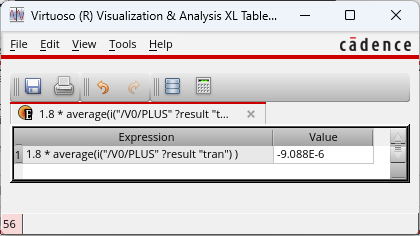 Virtuoso (R) Visualization & Analysis XL Table...
File Edit View Tools Help
cādence
E 1.8 * average(i("/V0/PLUS" ?result "t...
Expression Value
1 1.8 * average(i("/V0/PLUS" ?result "tran") ) -9.088E-6
56